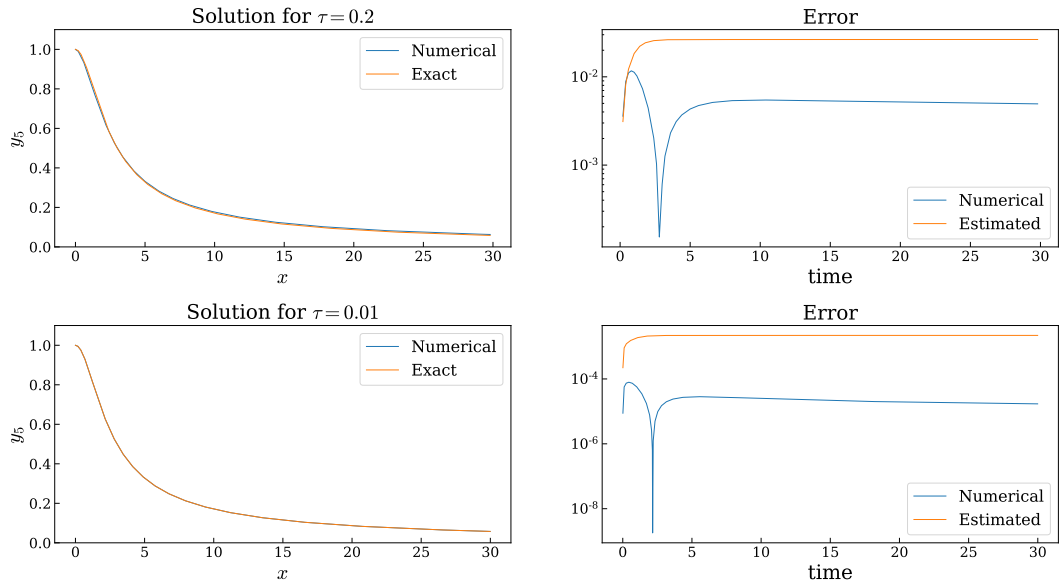 Solution for τ = 0.2
1.0
0.8
0.6
0.4
0.2
0.0
y₅
0 5 10 15 20 25 30
x
Numerical
Exact
Error
10⁻²
10⁻³
0 5 10 15 20 25 30
time
Numerical
Estimated
Solution for τ = 0.01
1.0
0.8
0.6
0.4
0.2
0.0
y₅
0 5 10 15 20 25 30
x
Numerical
Exact
Error
10⁻⁴
10⁻⁶
10⁻⁸
0 5 10 15 20 25 30
time
Numerical
Estimated